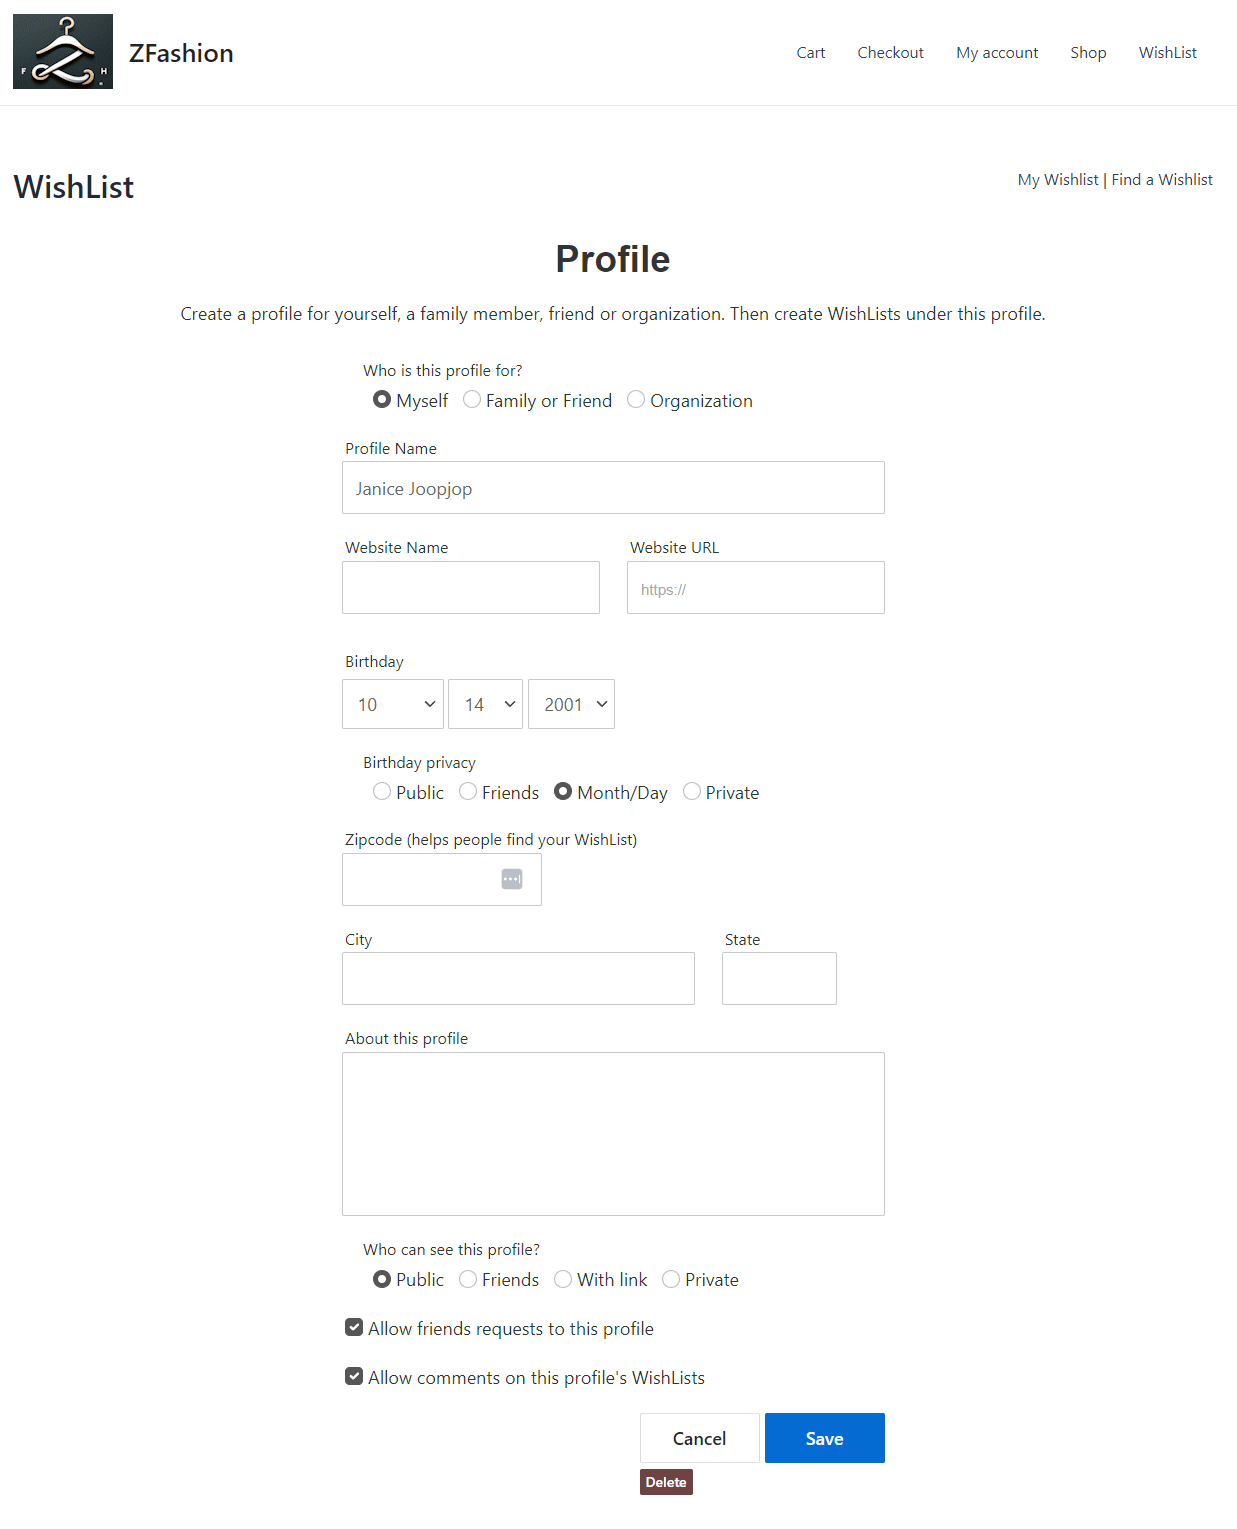 F H
ZFashion
Cart Checkout My account Shop WishList
WishList
My Wishlist | Find a Wishlist
Profile
Create a profile for yourself, a family member, friend or organization. Then create WishLists under this profile.
Who is this profile for?
Myself Family or Friend Organization
Profile Name
Janice Joopjop
Website Name Website URL
https://
Birthday
10 14 2001
Birthday privacy
Public Friends Month/Day Private
Zipcode (helps people find your WishList)
City State
About this profile
Who can see this profile?
Public Friends With link Private
Allow friends requests to this profile
Allow comments on this profile's WishLists
Cancel Save
Delete